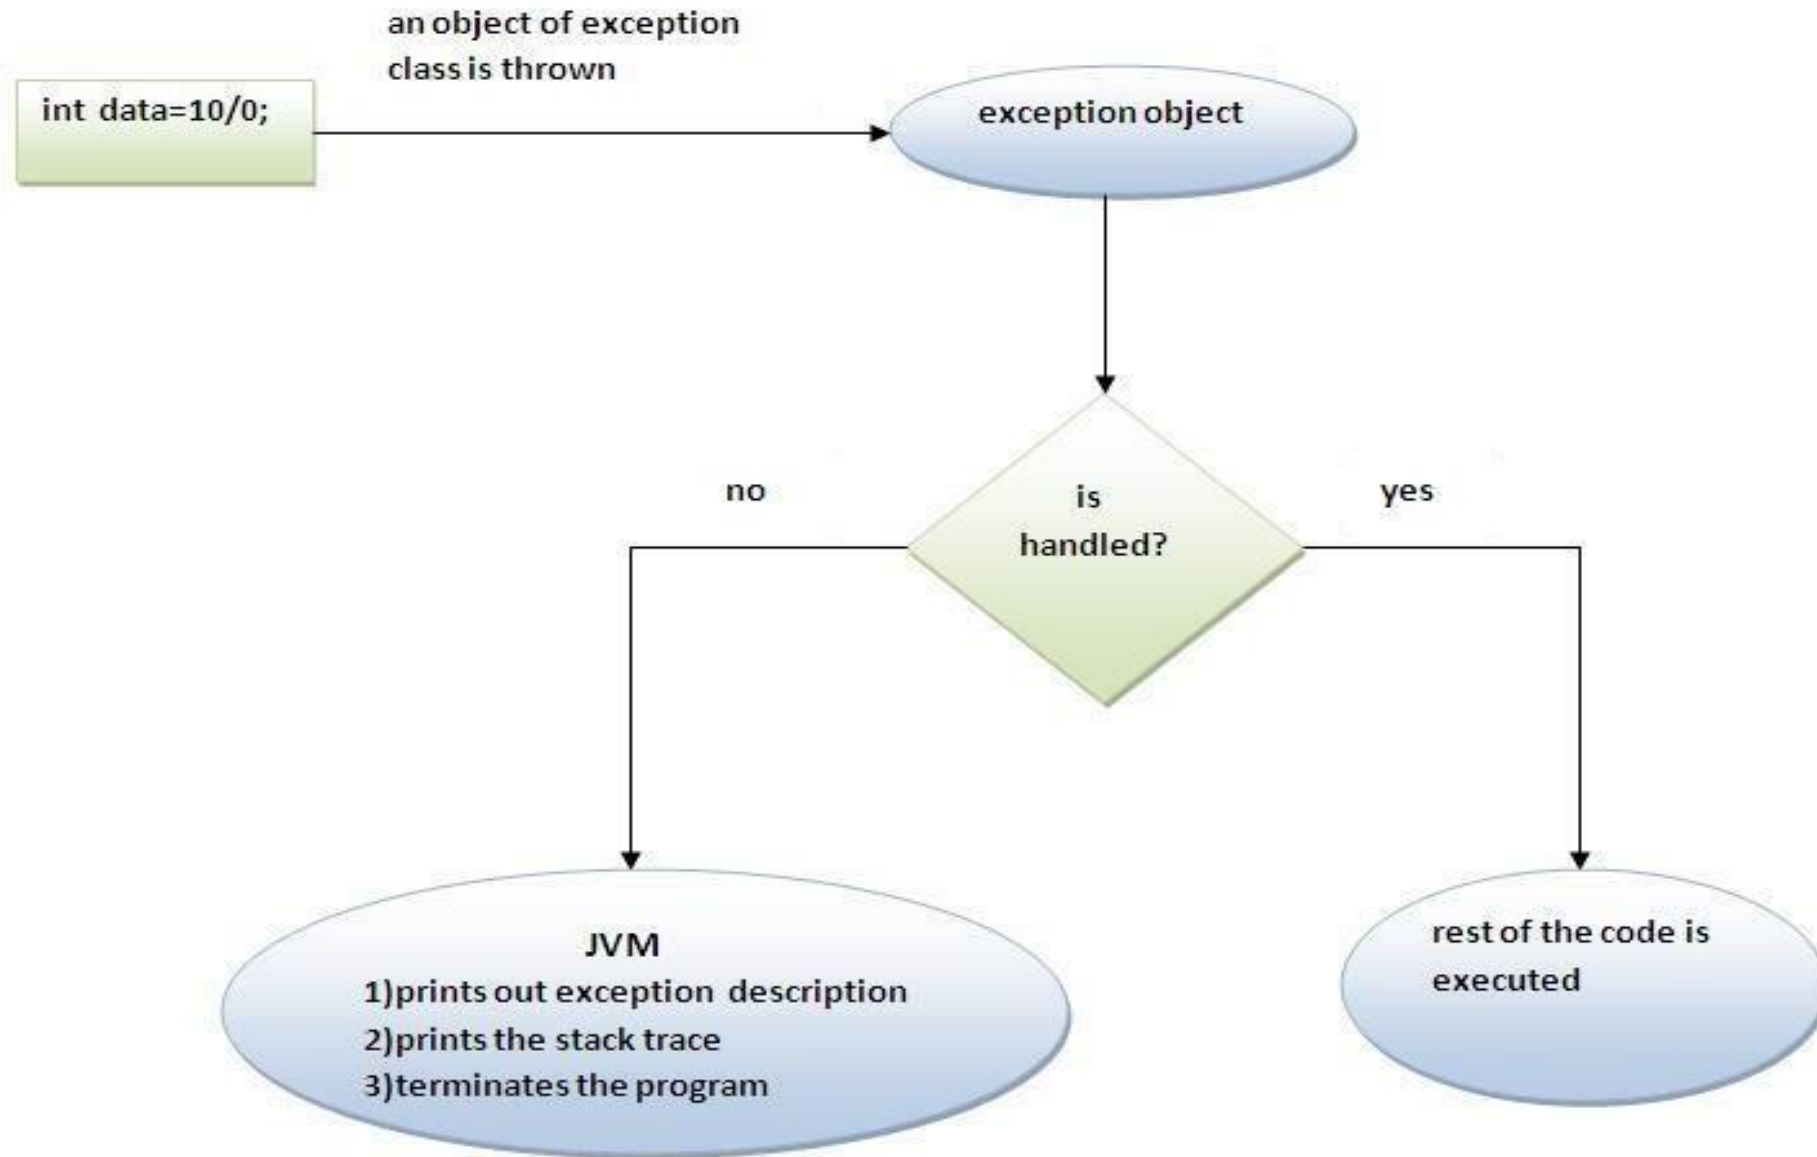 an object of exception
class is thrown
int data=10/0;
exception object
is
handled?
no
yes
JVM
1)prints out exception description
2)prints the stack trace
3)terminates the program
rest of the code is
executed